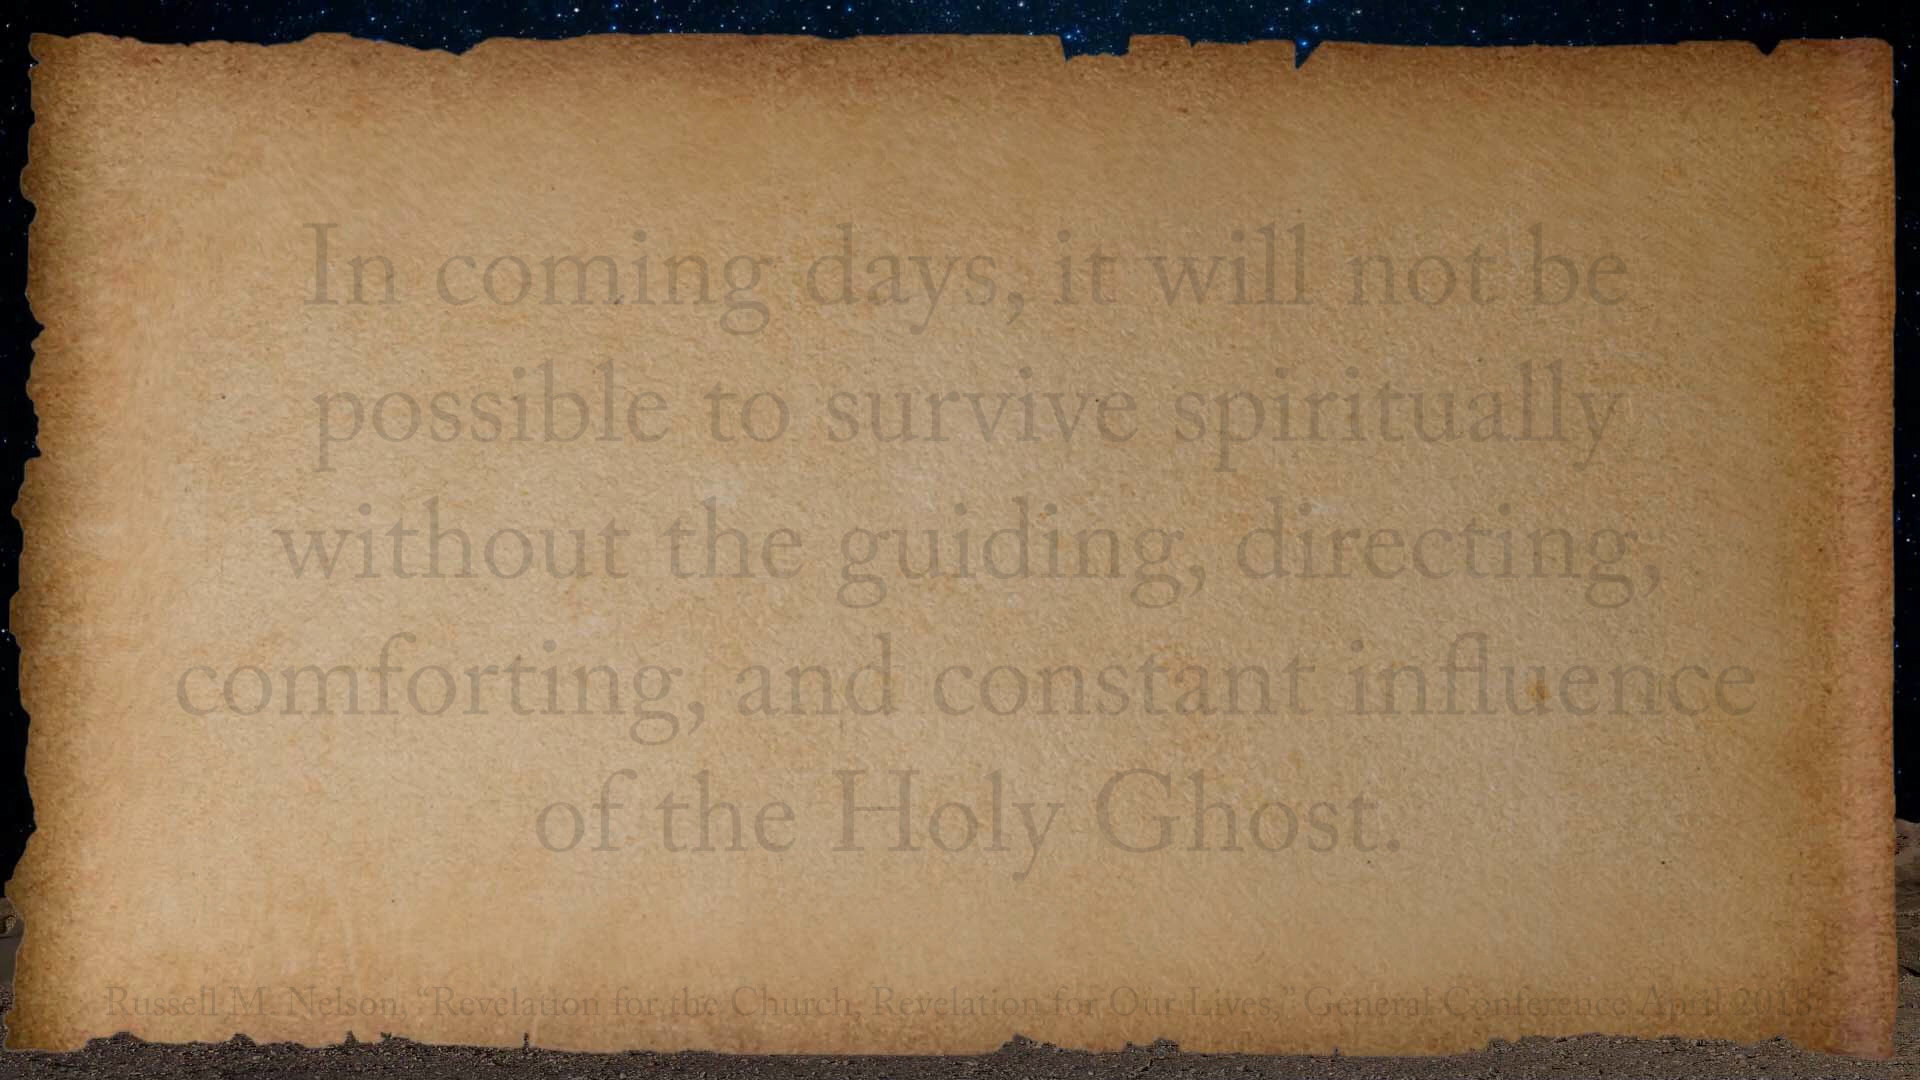 In coming days, it will not be
possible to survive spiritually
without the guiding, directing,
comforting, and constant influence
of the Holy Ghost.
Russell M. Nelson, “Revelation for the Church, Revelation for Our Lives,” General Conference April 2018